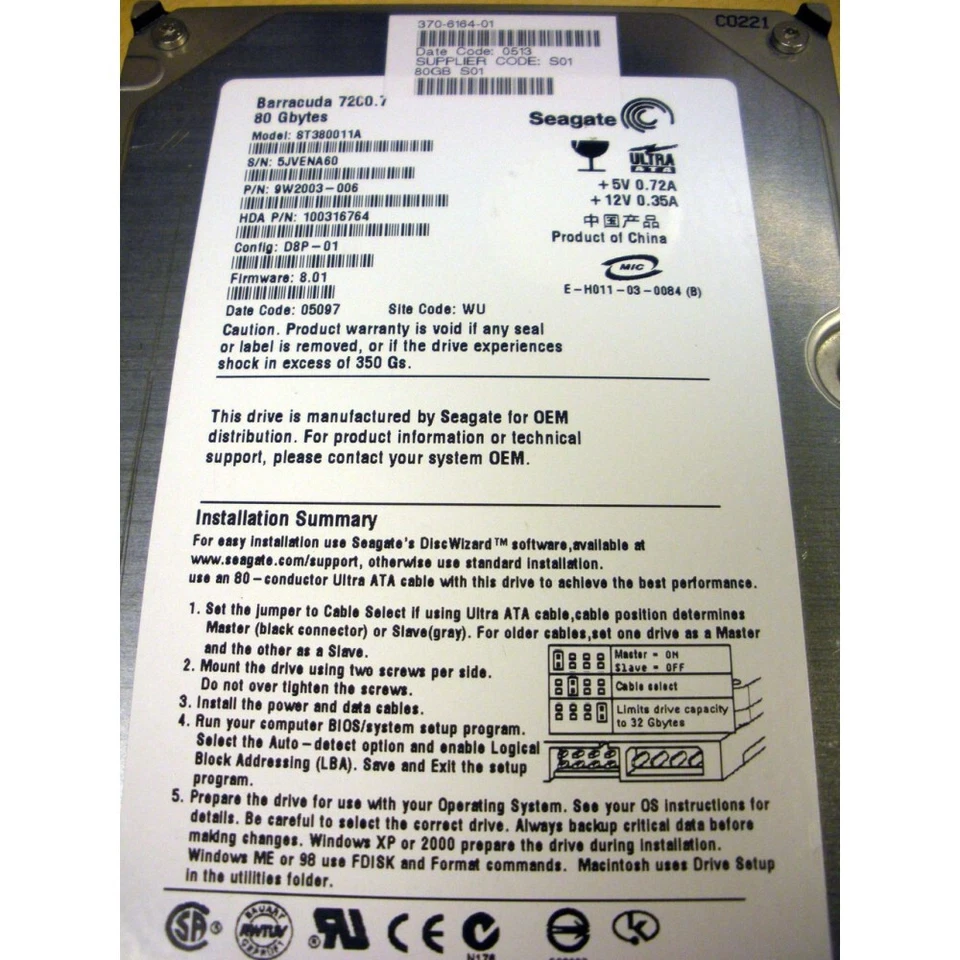 370-6164-01
C0221
Date Code: 0513
SUPPLIER CODE: S01
80GB S01
Barracuda 7200.7
80 Gbytes
Seagate
Model: ST380011A
S/N: 5JVENA60
ULTRA
ATA
P/N: 9W2003-006
+5V 0.72A
+12V 0.35A
HDA P/N: 100316764
中国产品
Product of China
Config: D8P-01
MIC
Firmware: 8.01
E-H011-03-0084 (B)
Date Code: 05097 Site Code: WU
Caution. Product warranty is void if any seal
or label is removed, or if the drive experiences
shock in excess of 350 Gs.
This drive is manufactured by Seagate for OEM
distribution. For product information or technical
support, please contact your system OEM.
Installation Summary
For easy installation use Seagate's DiscWizard™ software,available at
www.seagate.com/support, otherwise use standard installation.
use an 80-conductor Ultra ATA cable with this drive to achieve the best performance.
1. Set the jumper to Cable Select if using Ultra ATA cable,cable position determines
Master (black connector) or Slave(gray). For older cables,set one drive as a Master
and the other as a Slave.
2. Mount the drive using two screws per side.
Do not over tighten the screws.
3. Install the power and data cables.
4. Run your computer BIOS/system setup program.
Select the Auto-detect option and enable Logical
Block Addressing (LBA). Save and Exit the setup
program.
Master = ON
Slave = OFF
Cable select
Limits drive capacity
to 32 Gbytes
5. Prepare the drive for use with your Operating System. See your OS instructions for
details. Be careful to select the correct drive. Always backup critical data before
making changes. Windows XP or 2000 prepare the drive during installation.
Windows ME or 98 use FDISK and Format commands. Macintosh uses Drive Setup
in the utilities folder.
BAUART
RWTUV
GEPRUFT
CE
N176